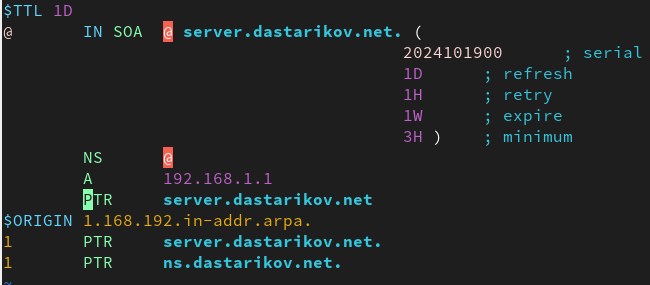 $TTL 1D
@ IN SOA @ server.dastarikov.net. (
2024101900 ; serial
1D ; refresh
1H ; retry
1W ; expire
3H ) ; minimum
NS @
A 192.168.1.1
PTR server.dastarikov.net
$ORIGIN 1.168.192.in-addr.arpa.
1 PTR server.dastarikov.net.
1 PTR ns.dastarikov.net.
~